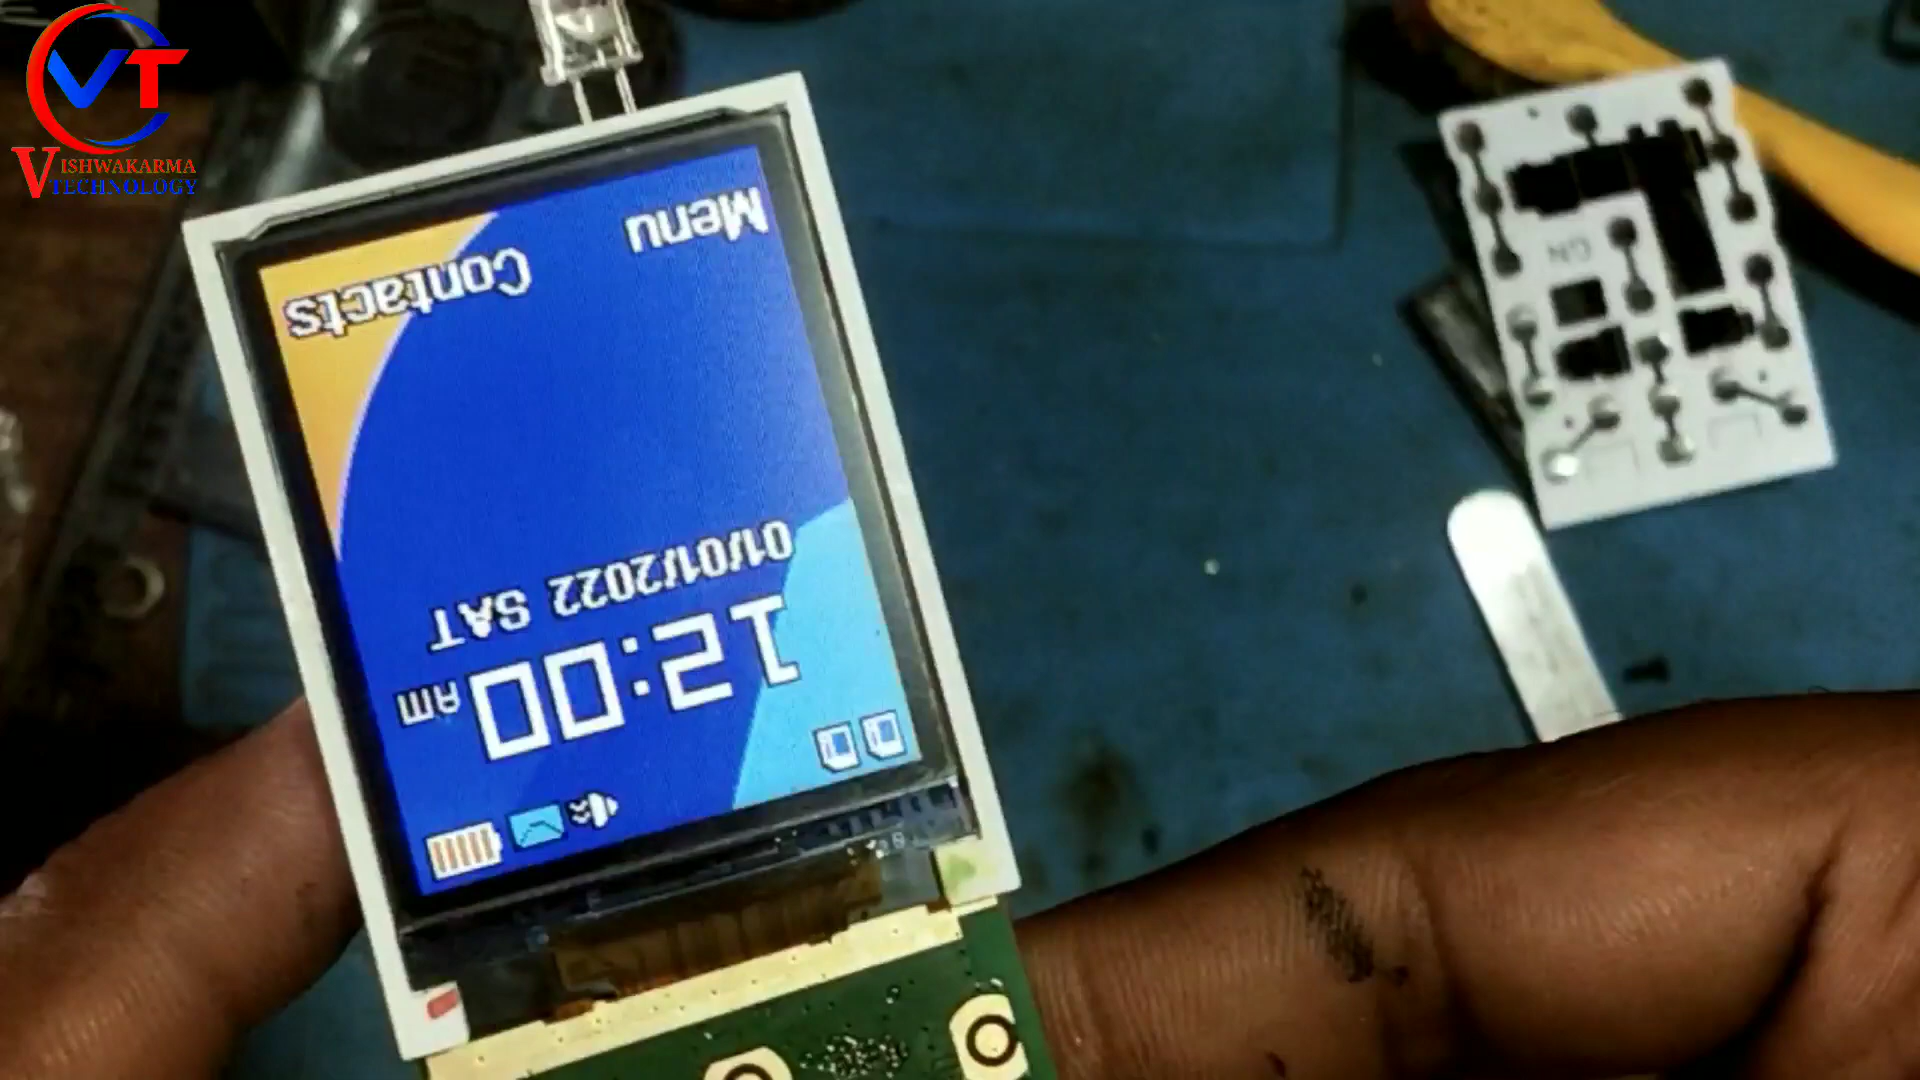 VT
VISHWAKARMA
TECHNOLOGY
12:00 AM
01/01/2022 SAT
Menu
Contacts